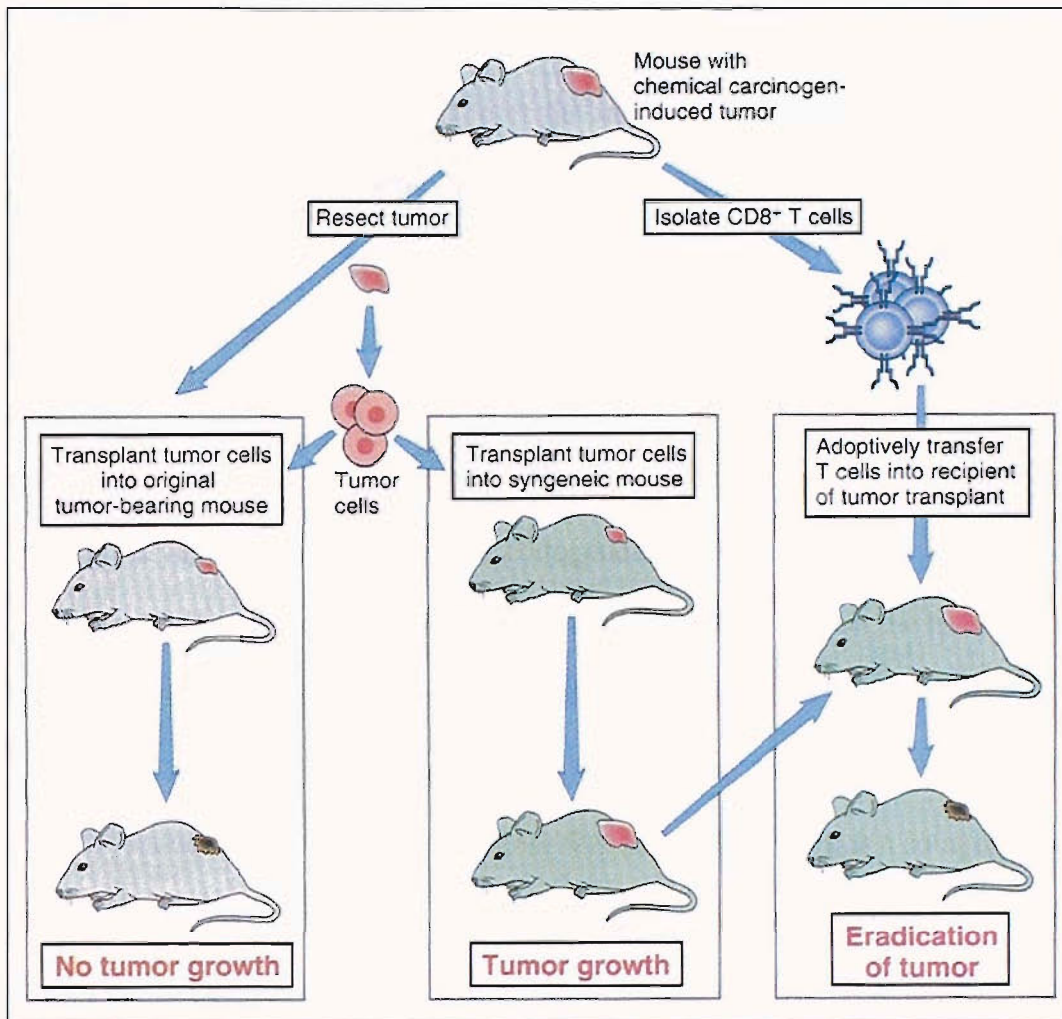 Mouse with
chemical carcinogen-
induced tumor
Resect tumor
Isolate CD8+ T cells
Transplant tumor cells
into original
tumor-bearing mouse
Tumor
cells
Transplant tumor cells
into syngeneic mouse
Adoptively transfer
T cells into recipient
of tumor transplant
No tumor growth
Tumor growth
Eradication
of tumor